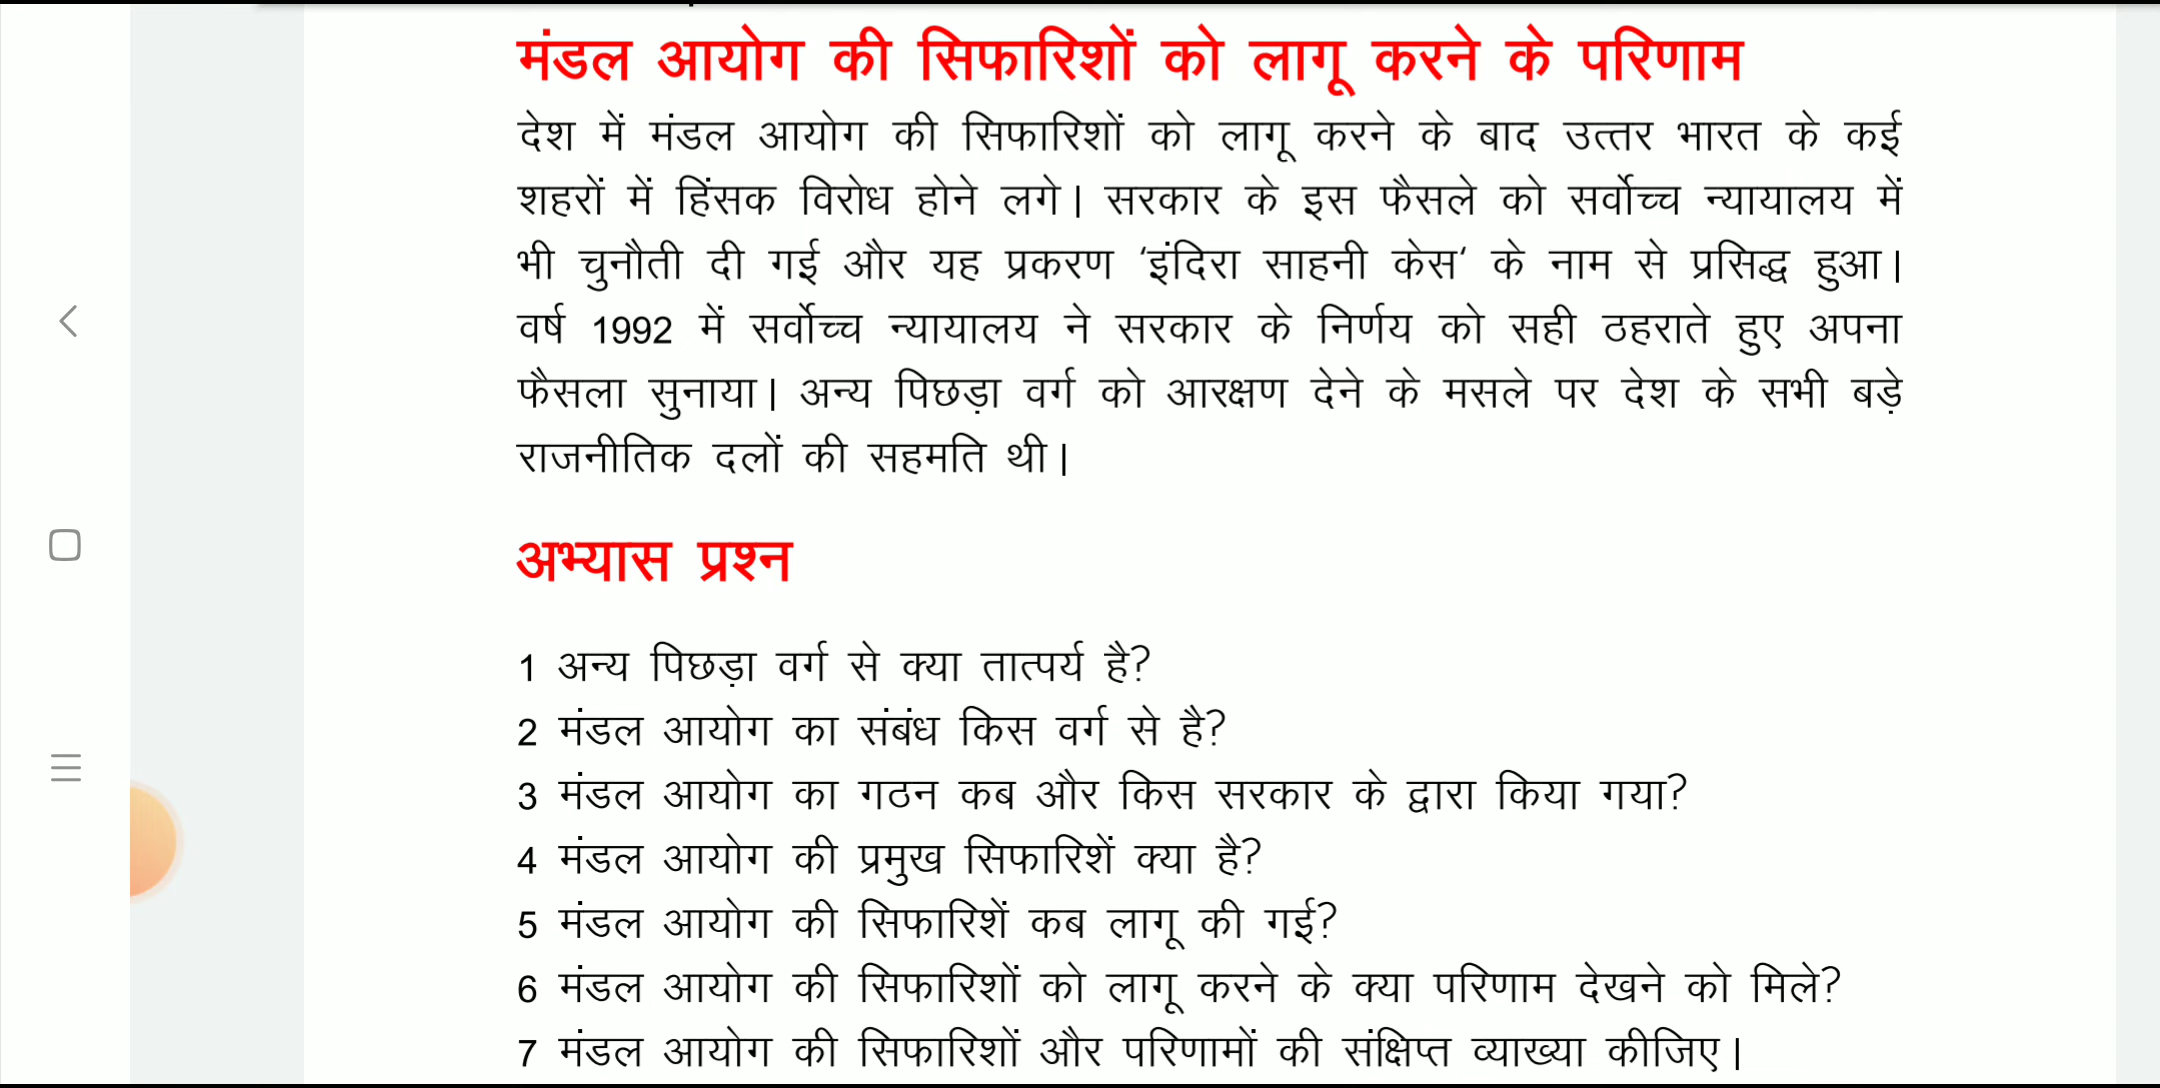 मंडल आयोग की सिफारिशों को लागू करने के परिणाम
देश में मंडल आयोग की सिफारिशों को लागू करने के बाद उत्तर भारत के कई
शहरों में हिंसक विरोध होने लगे। सरकार के इस फैसले को सर्वोच्च न्यायालय में
भी चुनौती दी गई और यह प्रकरण ‘इंदिरा साहनी केस‘ के नाम से प्रसिद्ध हुआ।
वर्ष 1992 में सर्वोच्च न्यायालय ने सरकार के निर्णय को सही ठहराते हुए अपना
फैसला सुनाया। अन्य पिछड़ा वर्ग को आरक्षण देने के मसले पर देश के सभी बड़े
राजनीतिक दलों की सहमति थी।
अभ्यास प्रश्न
1 अन्य पिछड़ा वर्ग से क्या तात्पर्य है?
2 मंडल आयोग का संबंध किस वर्ग से है?
3 मंडल आयोग का गठन कब और किस सरकार के द्वारा किया गया?
4 मंडल आयोग की प्रमुख सिफारिशें क्या है?
5 मंडल आयोग की सिफारिशें कब लागू की गई?
6 मंडल आयोग की सिफारिशों को लागू करने के क्या परिणाम देखने को मिले?
7 मंडल आयोग की सिफारिशों और परिणामों की संक्षिप्त व्याख्या कीजिए।